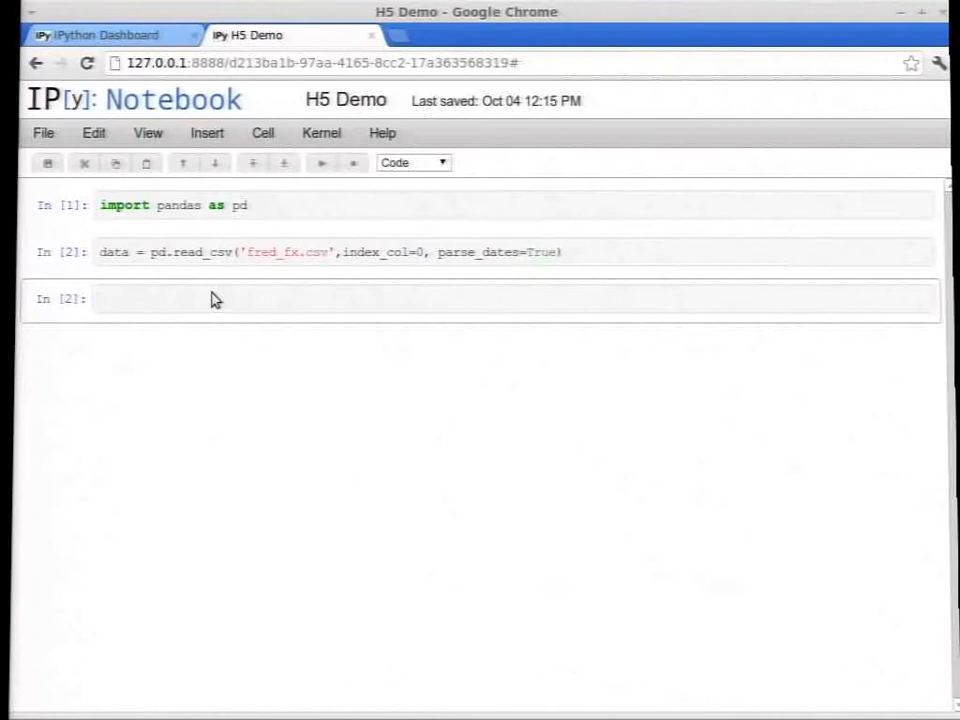 H5 Demo - Google Chrome
IPy IPython Dashboard
IPy H5 Demo
127.0.0.1:8888/d213ba1b-97aa-4165-8cc2-17a363568319#
IP[y]: Notebook H5 Demo Last saved: Oct 04 12:15 PM
File Edit View Insert Cell Kernel Help
Code
In [1]: import pandas as pd
In [2]: data = pd.read_csv('fred_fx.csv',index_col=0, parse_dates=True)
In [2]: